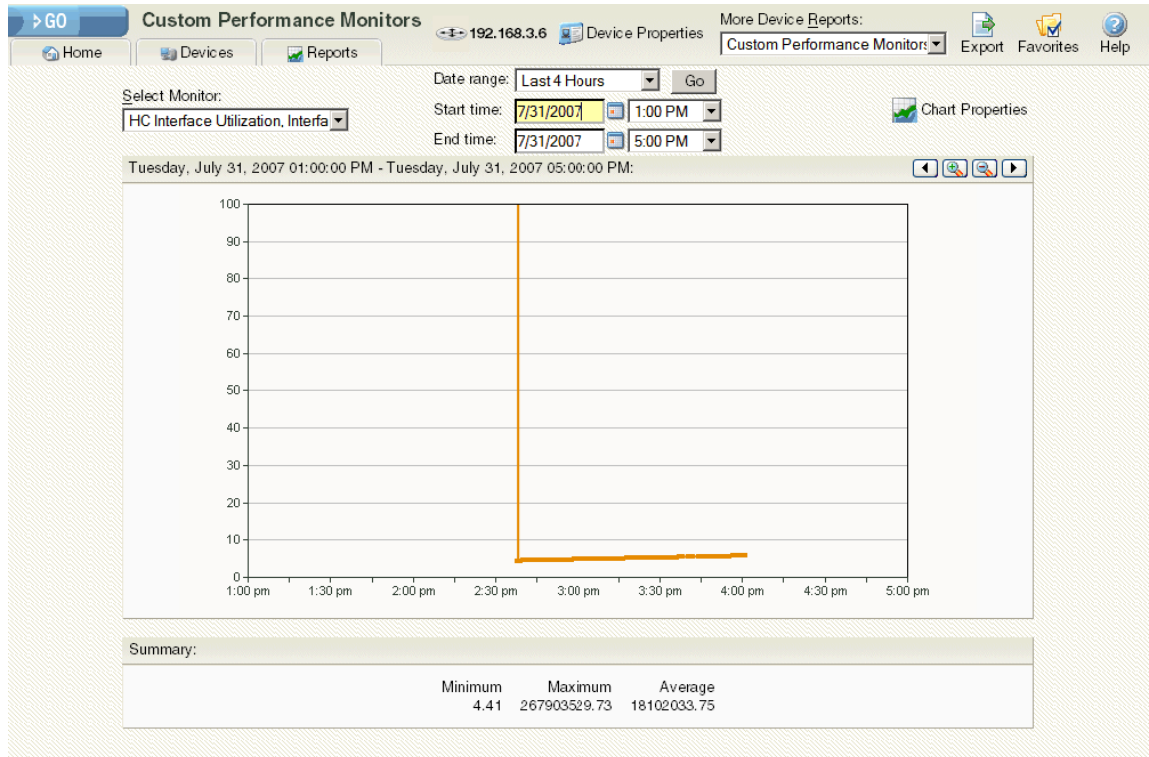 GO
Custom Performance Monitors
192.168.3.6
Device Properties
More Device Reports:
Custom Performance Monitors
Export
Favorites
Help
Home
Devices
Reports
Select Monitor:
HC Interface Utilization, Interfa
Date range:
Last 4 Hours
Go
Start time:
7/31/2007
1:00 PM
End time:
7/31/2007
5:00 PM
Chart Properties
Tuesday, July 31, 2007 01:00:00 PM - Tuesday, July 31, 2007 05:00:00 PM:
100
90
80
70
60
50
40
30
20
10
0
1:00 pm 1:30 pm 2:00 pm 2:30 pm 3:00 pm 3:30 pm 4:00 pm 4:30 pm 5:00 pm
Summary:
Minimum Maximum Average
4.41 267903529.73 18102033.75